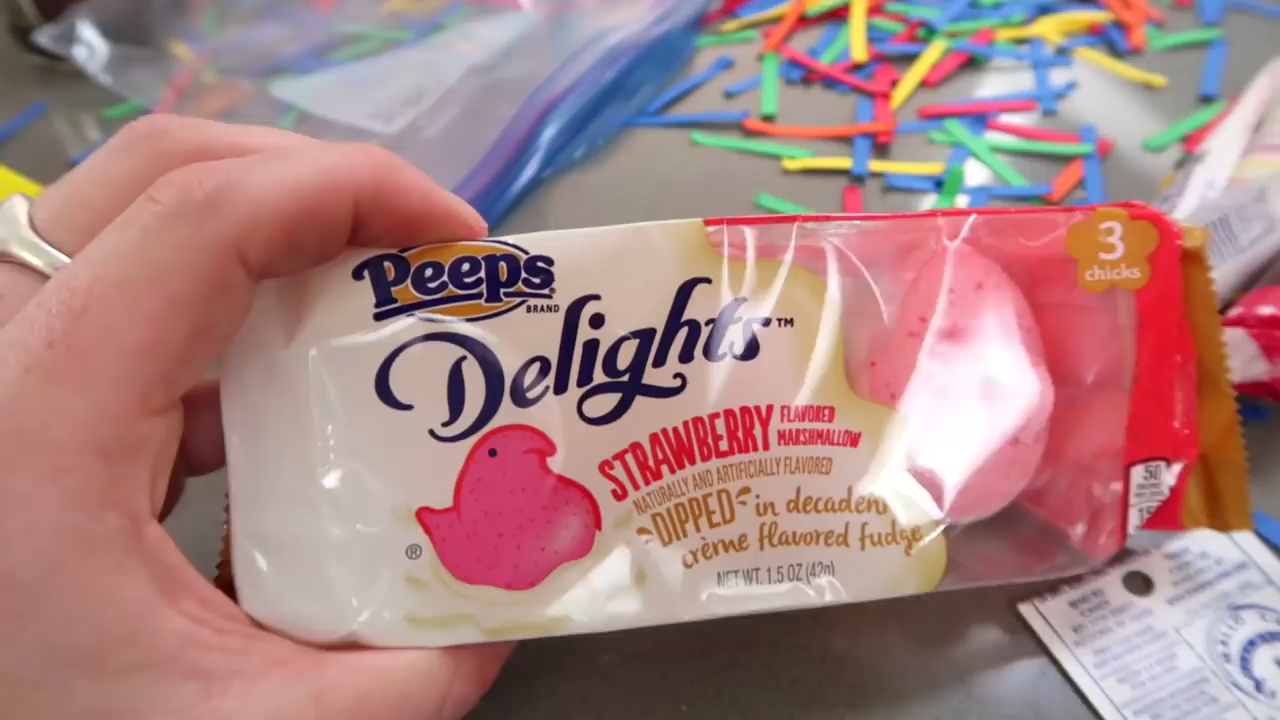 Peeps
BRAND
Delights™
3
chicks
STRAWBERRY FLAVORED
MARSHMALLOW
NATURALLY AND ARTIFICIALLY FLAVORED
DIPPED in decadent
crème flavored fudge
®
NET WT. 1.5 OZ (42g)
50